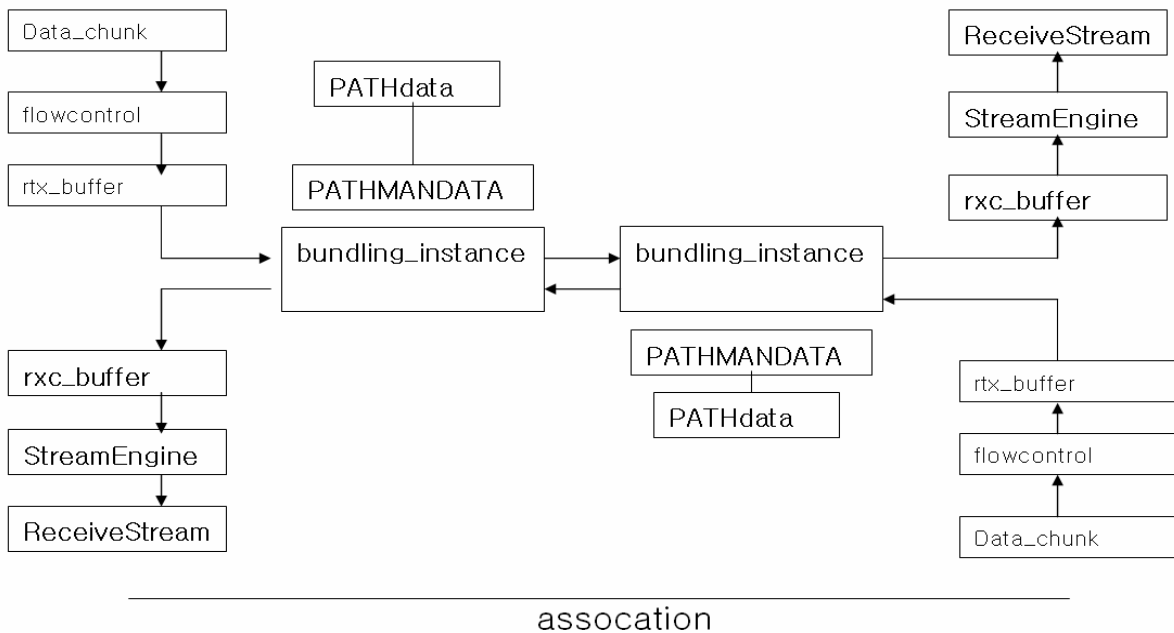 Data_chunk
flowcontrol
rtx_buffer
PATHdata
PATHMANDATA
bundling_instance
bundling_instance
ReceiveStream
StreamEngine
rxc_buffer
rxc_buffer
StreamEngine
ReceiveStream
PATHMANDATA
PATHdata
rtx_buffer
flowcontrol
Data_chunk
assocation